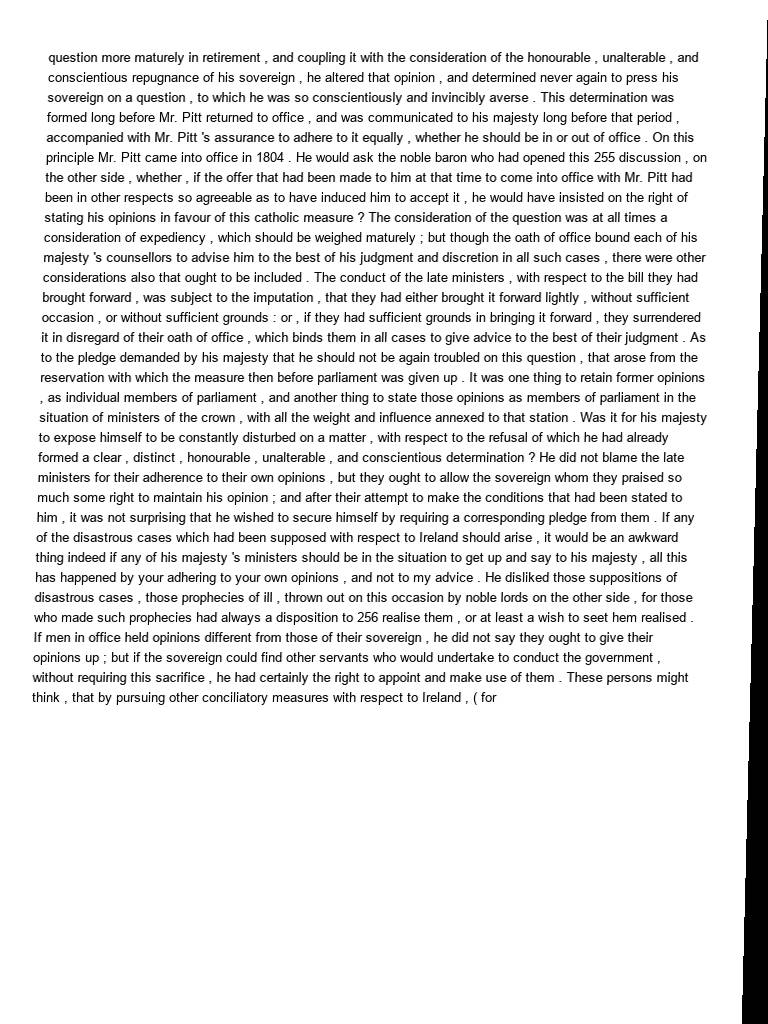 question more maturely in retirement , and coupling it with the consideration of the honourable , unalterable , and
conscientious repugnance of his sovereign , he altered that opinion , and determined never again to press his
sovereign on a question , to which he was so conscientiously and invincibly averse . This determination was
formed long before Mr. Pitt returned to office , and was communicated to his majesty long before that period ,
accompanied with Mr. Pitt 's assurance to adhere to it equally , whether he should be in or out of office . On this
principle Mr. Pitt came into office in 1804 . He would ask the noble baron who had opened this 255 discussion , on
the other side , whether , if the offer that had been made to him at that time to come into office with Mr. Pitt had
been in other respects so agreeable as to have induced him to accept it , he would have insisted on the right of
stating his opinions in favour of this catholic measure ? The consideration of the question was at all times a
consideration of expediency , which should be weighed maturely ; but though the oath of office bound each of his
majesty 's counsellors to advise him to the best of his judgment and discretion in all such cases , there were other
considerations also that ought to be included . The conduct of the late ministers , with respect to the bill they had
brought forward , was subject to the imputation , that they had either brought it forward lightly , without sufficient
occasion , or without sufficient grounds : or , if they had sufficient grounds in bringing it forward , they surrendered
it in disregard of their oath of office , which binds them in all cases to give advice to the best of their judgment . As
to the pledge demanded by his majesty that he should not be again troubled on this question , that arose from the
reservation with which the measure then before parliament was given up . It was one thing to retain former opinions
, as individual members of parliament , and another thing to state those opinions as members of parliament in the
situation of ministers of the crown , with all the weight and influence annexed to that station . Was it for his majesty
to expose himself to be constantly disturbed on a matter , with respect to the refusal of which he had already
formed a clear , distinct , honourable , unalterable , and conscientious determination ? He did not blame the late
ministers for their adherence to their own opinions , but they ought to allow the sovereign whom they praised so
much some right to maintain his opinion ; and after their attempt to make the conditions that had been stated to
him , it was not surprising that he wished to secure himself by requiring a corresponding pledge from them . If any
of the disastrous cases which had been supposed with respect to Ireland should arise , it would be an awkward
thing indeed if any of his majesty 's ministers should be in the situation to get up and say to his majesty , all this
has happened by your adhering to your own opinions , and not to my advice . He disliked those suppositions of
disastrous cases , those prophecies of ill , thrown out on this occasion by noble lords on the other side , for those
who made such prophecies had always a disposition to 256 realise them , or at least a wish to seet hem realised .
If men in office held opinions different from those of their sovereign , he did not say they ought to give their
opinions up ; but if the sovereign could find other servants who would undertake to conduct the government ,
without requiring this sacrifice , he had certainly the right to appoint and make use of them . These persons might
think , that by pursuing other conciliatory measures with respect to Ireland , ( for